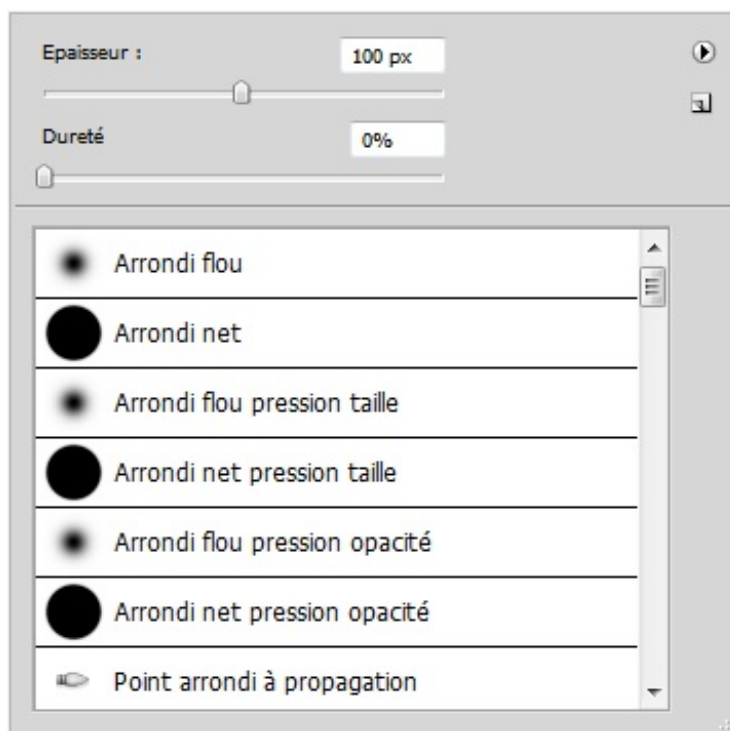 Epaisseur : 100 px
Dureté 0%
Arrondi flou
Arrondi net
Arrondi flou pression taille
Arrondi net pression taille
Arrondi flou pression opacité
Arrondi net pression opacité
Point arrondi à propagation